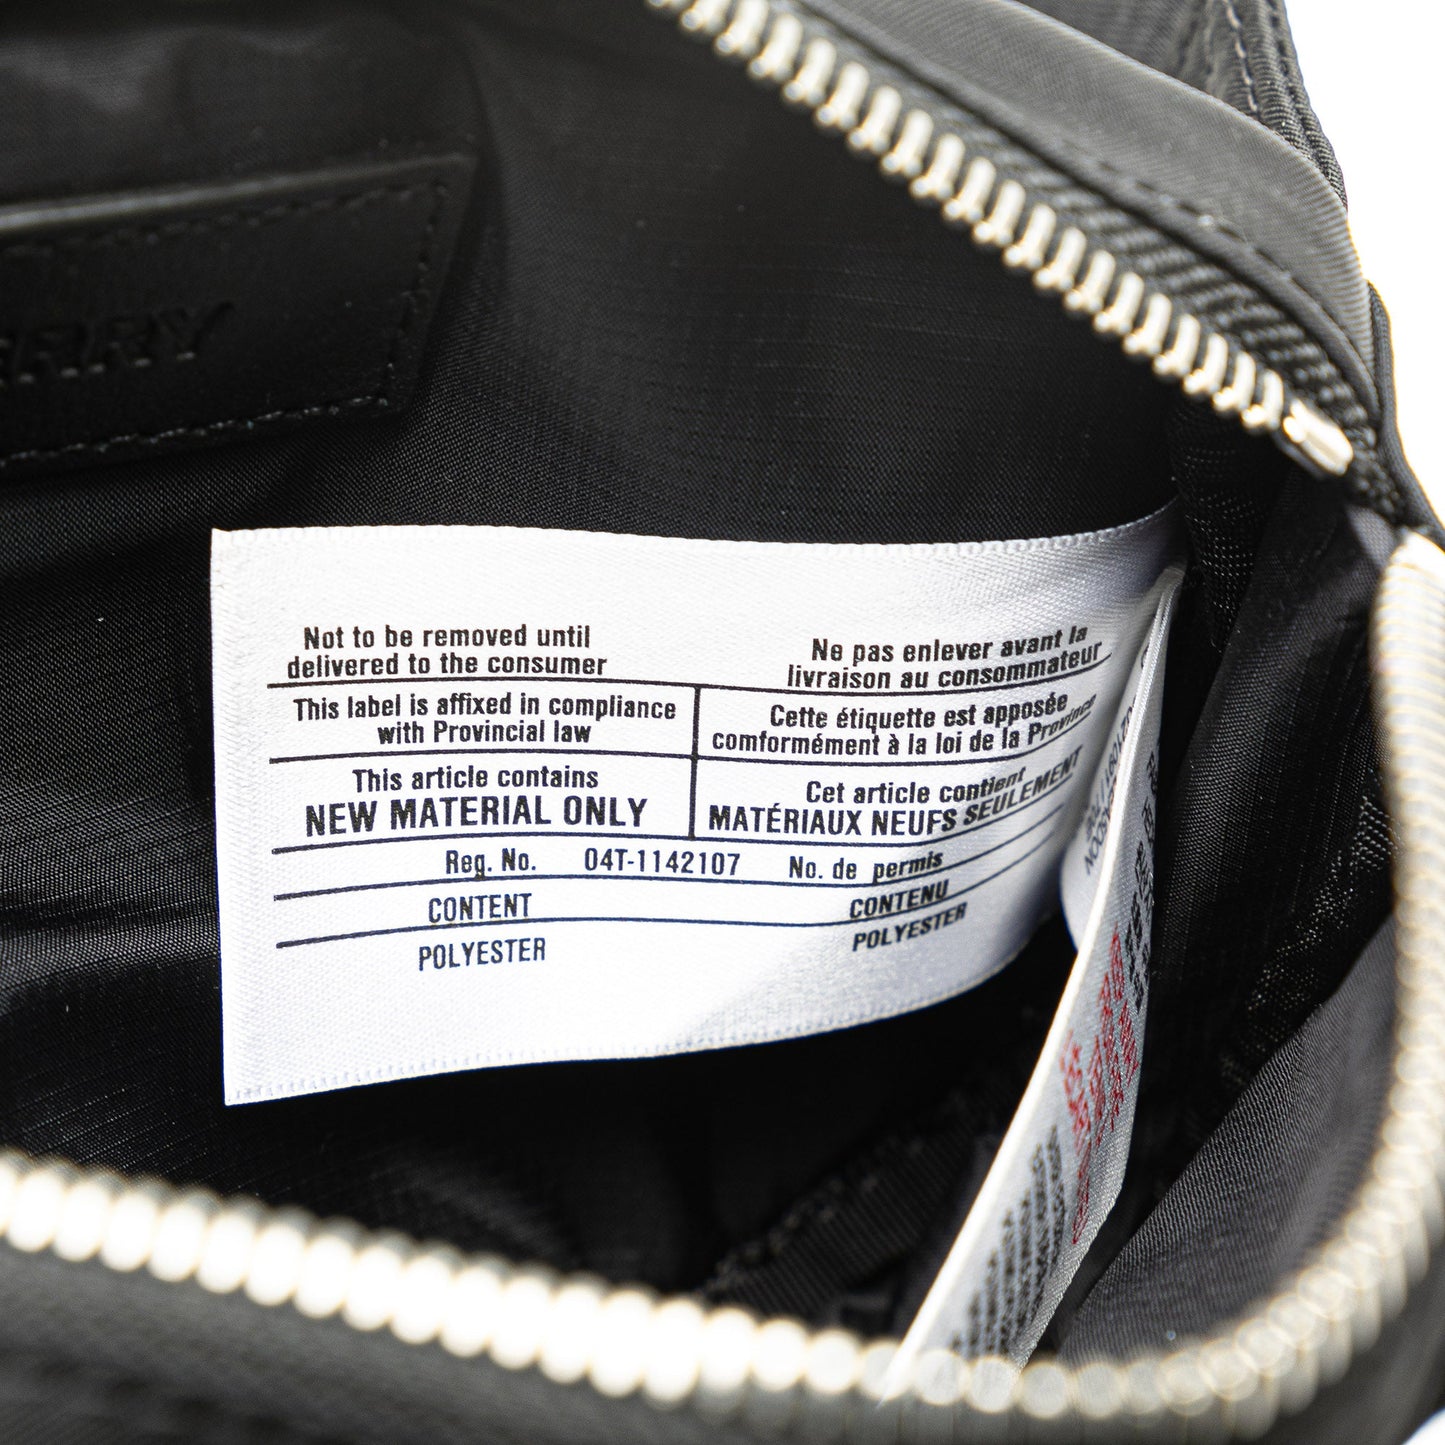 RRY
Not to be removed until
delivered to the consumer
Ne pas enlever avant la
livraison au consommateur
This label is affixed in compliance
with Provincial law
Cette étiquette est apposée
comformément à la loi de la Province
This article contains
NEW MATERIAL ONLY
Cet article contient
MATÉRIAUX NEUFS SEULEMENT
Reg. No. 04T-1142107 No. de permis
CONTENT CONTENU
POLYESTER POLYESTER